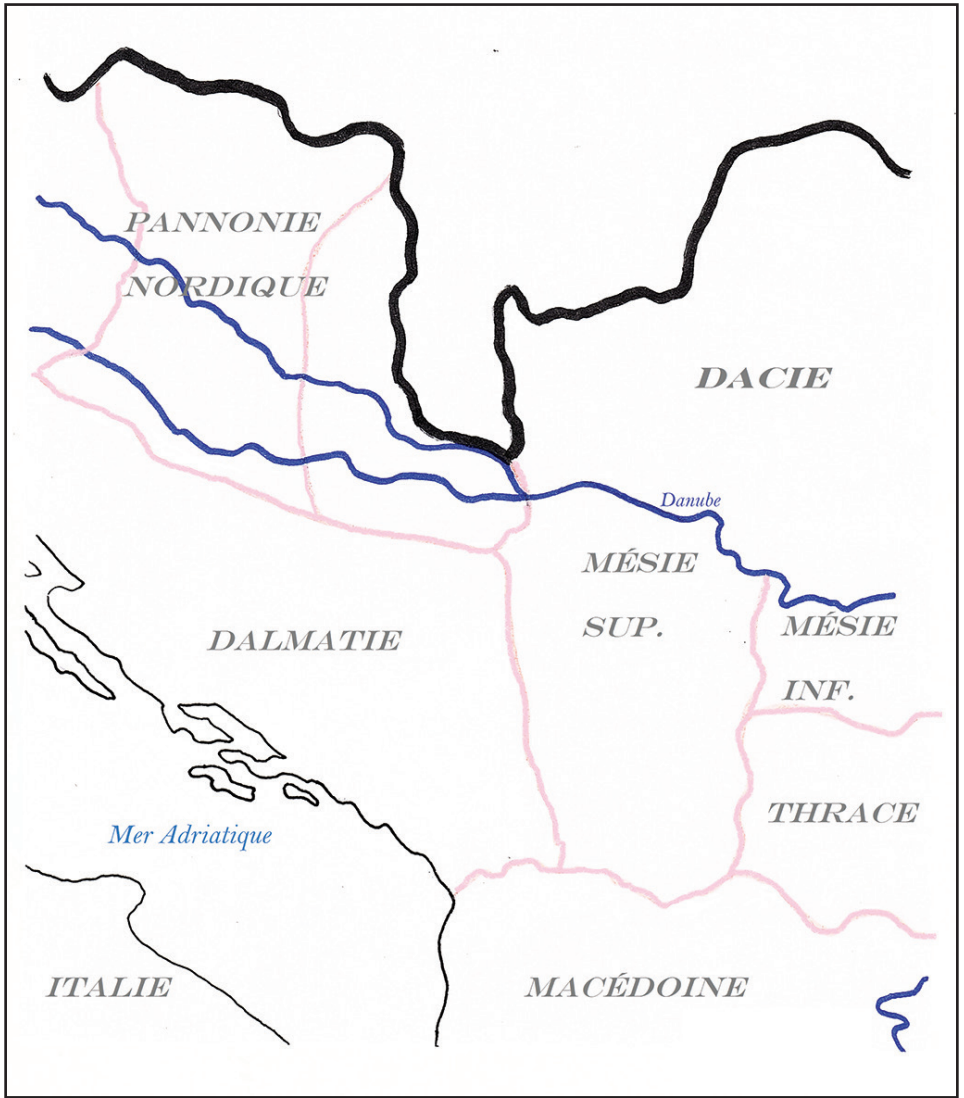 PANNONIE
NORDIQUE
DACIE
Danube
MÉSIE
SUP.
DALMATIE
MÉSIE
INF.
THRACE
Mer Adriatique
ITALIE
MACÉDOINE